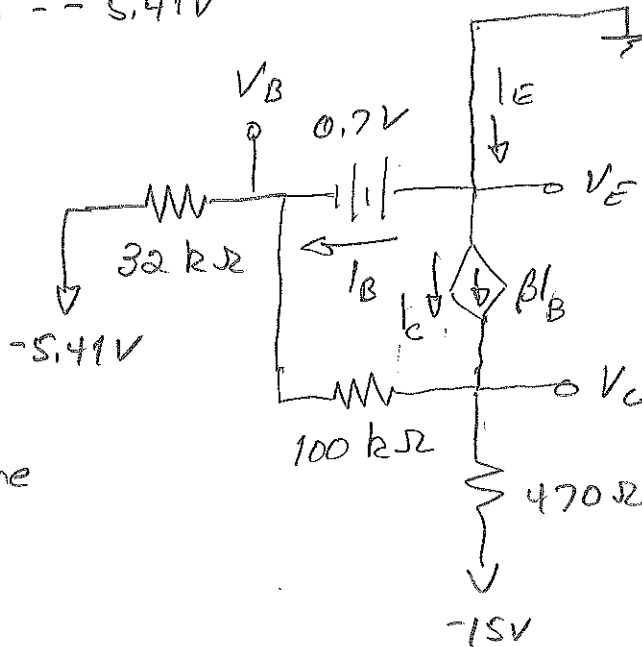 - - 5.41V
V_B
0.7V
I_E
V_E
32 kΩ
I_B
I_C
βI_B
-5.41V
V_C
100 kΩ
470Ω
-15V